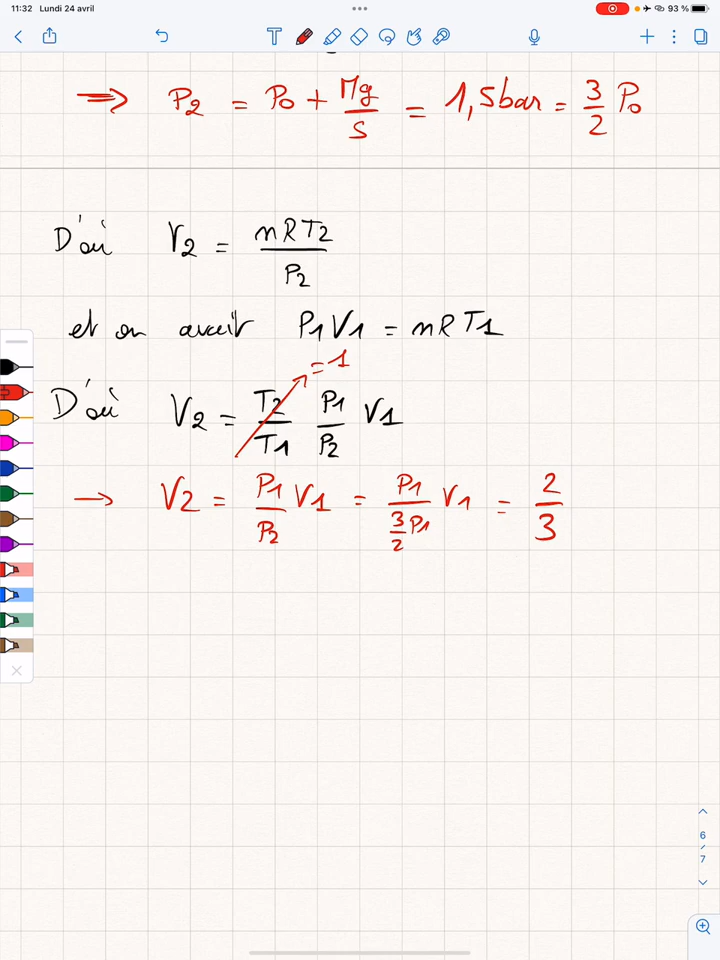 11:32 Lundi 24 avril
93 %
⇒ P2 = P0 + Mg/S = 1,5bar = 3/2 P0
D'où V2 = nRT2/P2
et on avait P1V1 = nRT1
=1
D'où V2 = T2/T1 P1/P2 V1
→ V2 = P1/P2 V1 = P1/(3/2 P1) V1 = 2/3
6/7